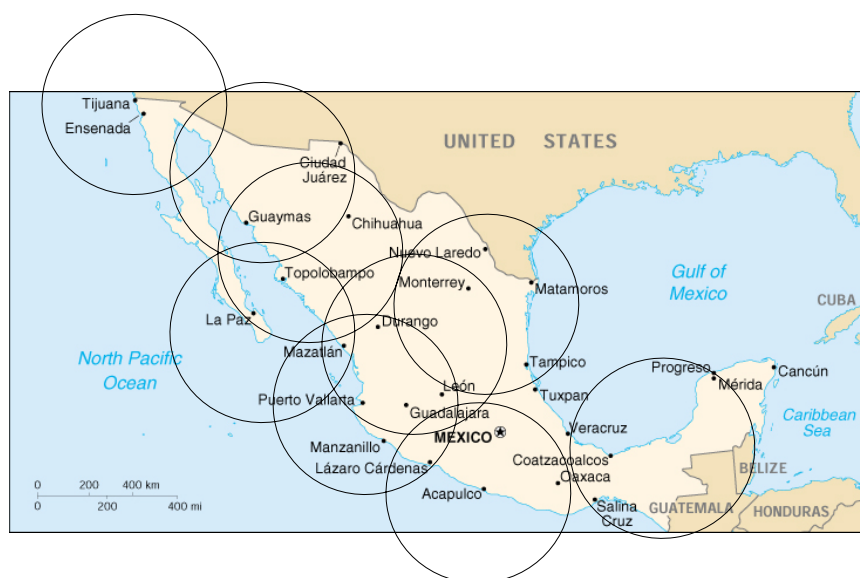 Tijuana
Ensenada
UNITED STATES
Ciudad
Juárez
Guaymas
Chihuahua
Nuevo Laredo
Topolobampo
Monterrey
Matamoros
Gulf of
Mexico
CUBA
La Paz
Durango
Mazatlán
North Pacific
Ocean
Tampico
Progreso
Cancún
Mérida
León
Tuxpan
Puerto Vallarta
Guadalajara
Caribbean
Sea
MEXICO
Veracruz
Manzanillo
Lázaro Cárdenas
Coatzacoalcos
BELIZE
Oaxaca
Acapulco
Salina
Cruz
GUATEMALA
HONDURAS
0 200 400 km
0 200 400 mi